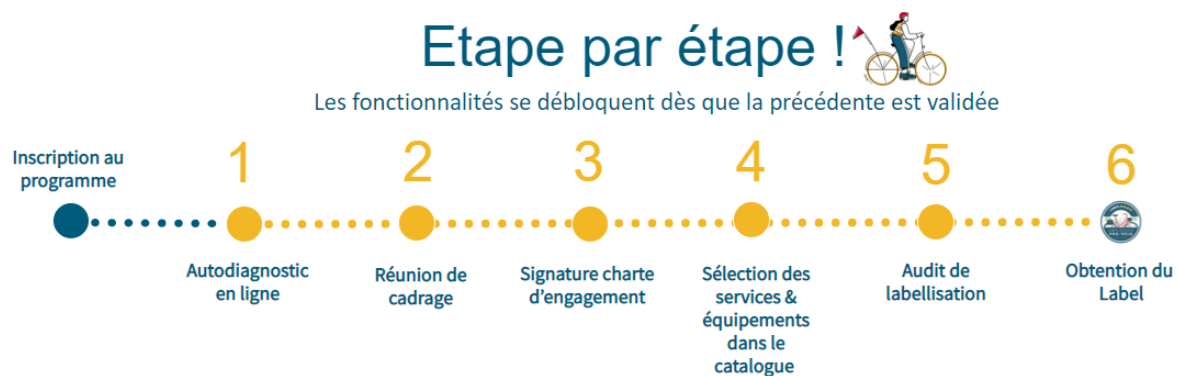 Etape par étape !
Les fonctionnalités se débloquent dès que la précédente est validée
Inscription au
programme
1
2
3
4
5
6
Autodiagnostic
en ligne
Réunion de
cadrage
Signature charte
d'engagement
Sélection des
services &
équipements
dans le
catalogue
Audit de
labellisation
Obtention du
Label